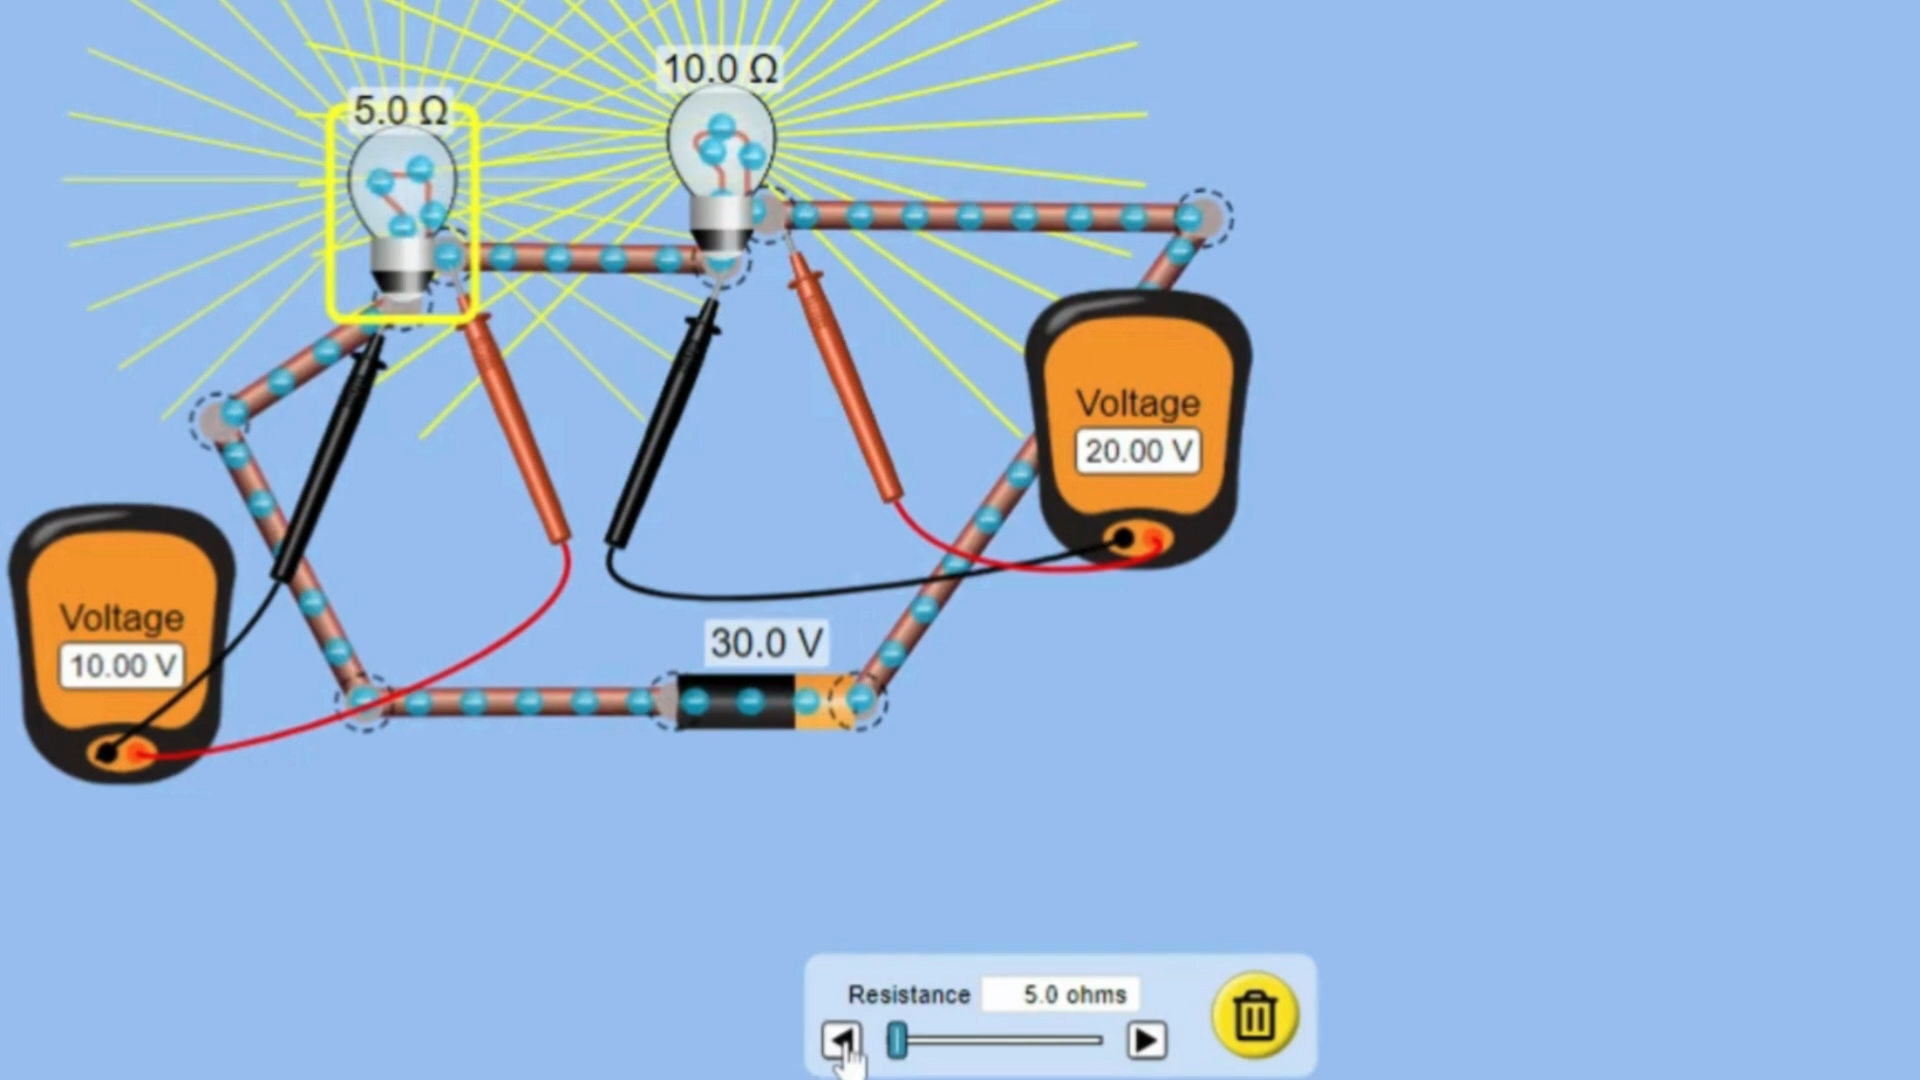 10.0 Ω
5.0 Ω
Voltage
20.00 V
Voltage
10.00 V
30.0 V
Resistance 5.0 ohms